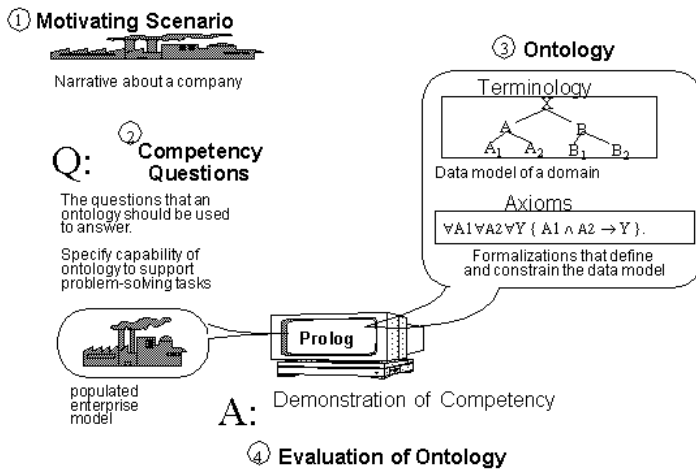 1 Motivating Scenario
Narrative about a company
2
Q: Competency
Questions
The questions that an
ontology should be used
to answer.
Specify capability of
ontology to support
problem-solving tasks
3 Ontology
Terminology
X
A B
A1 A2 B1 B2
Data model of a domain
Axioms
∀A1∀A2∀Y { A1 ∧ A2 → Y }.
Formalizations that define
and constrain the data model
Prolog
populated
enterprise
model
A: Demonstration of Competency
4 Evaluation of Ontology